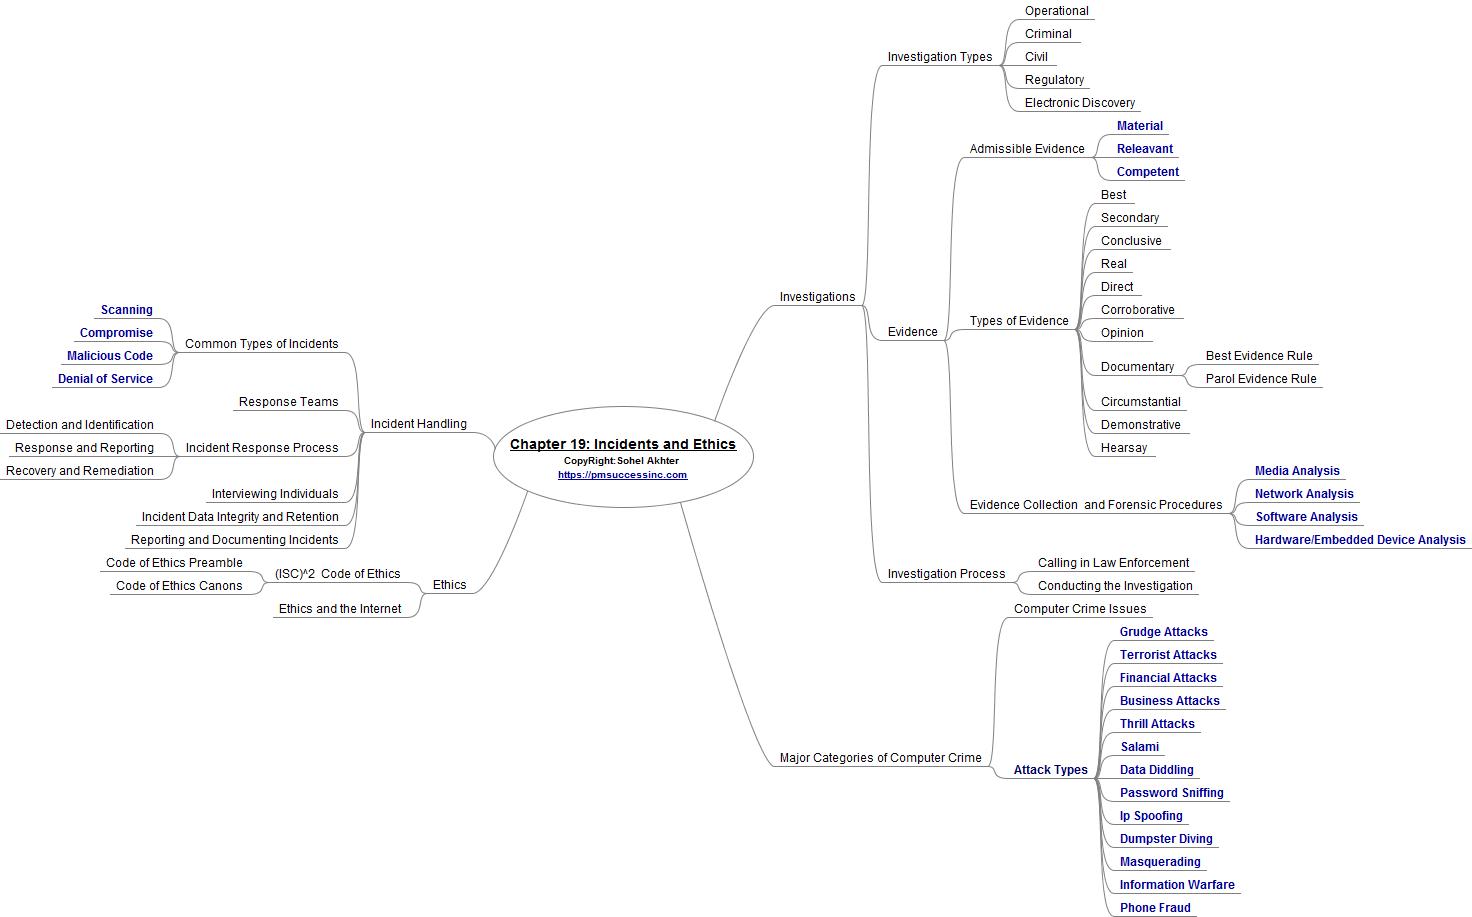 Chapter 19: Incidents and Ethics
CopyRight:Sohel Akhter
https://pmsuccessinc.com
Investigations
Investigation Types
Operational
Criminal
Civil
Regulatory
Electronic Discovery
Evidence
Admissible Evidence
Material
Releavant
Competent
Types of Evidence
Best
Secondary
Conclusive
Real
Direct
Corroborative
Opinion
Documentary
Best Evidence Rule
Parol Evidence Rule
Circumstantial
Demonstrative
Hearsay
Evidence Collection  and Forensic Procedures
Media Analysis
Network Analysis
Software Analysis
Hardware/Embedded Device Analysis
Investigation Process
Calling in Law Enforcement
Conducting the Investigation
Major Categories of Computer Crime
Computer Crime Issues
Attack Types
Grudge Attacks
Terrorist Attacks
Financial Attacks
Business Attacks
Thrill Attacks
Salami
Data Diddling
Password Sniffing
Ip Spoofing
Dumpster Diving
Masquerading
Information Warfare
Phone Fraud
Incident Handling
Common Types of Incidents
Scanning
Compromise
Malicious Code
Denial of Service
Response Teams
Incident Response Process
Detection and Identification
Response and Reporting
Recovery and Remediation
Interviewing Individuals
Incident Data Integrity and Retention
Reporting and Documenting Incidents
Ethics
(ISC)^2  Code of Ethics
Code of Ethics Preamble
Code of Ethics Canons
Ethics and the Internet